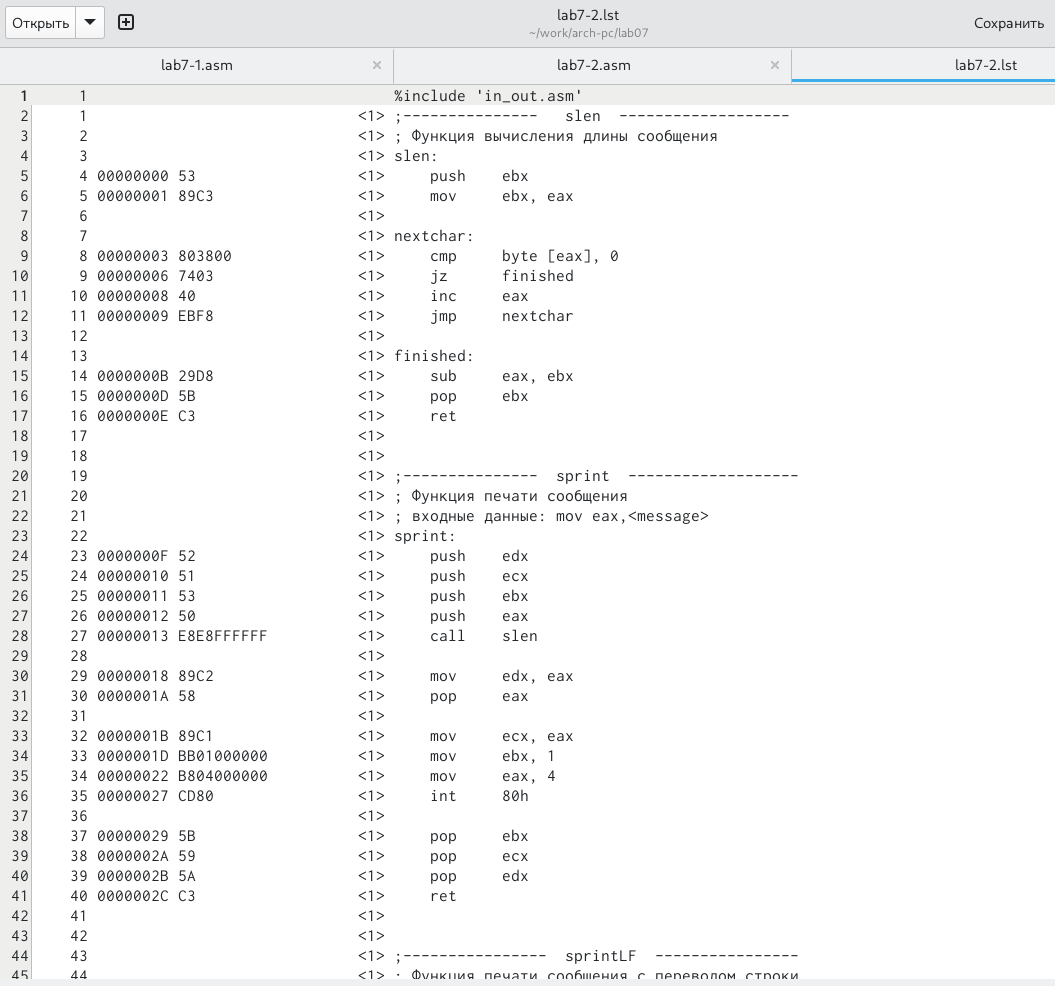 Открыть
lab7-2.lst
~/work/arch-pc/lab07
Сохранить
lab7-1.asm × lab7-2.asm × lab7-2.lst
1 1 %include 'in_out.asm'
2 1 <1> ;--------------- slen -------------------
3 2 <1> ; Функция вычисления длины сообщения
4 3 <1> slen:
5 4 00000000 53 <1> push ebx
6 5 00000001 89C3 <1> mov ebx, eax
7 6 <1>
8 7 <1> nextchar:
9 8 00000003 803800 <1> cmp byte [eax], 0
10 9 00000006 7403 <1> jz finished
11 10 00000008 40 <1> inc eax
12 11 00000009 EBF8 <1> jmp nextchar
13 12 <1>
14 13 <1> finished:
15 14 0000000B 29D8 <1> sub eax, ebx
16 15 0000000D 5B <1> pop ebx
17 16 0000000E C3 <1> ret
18 17 <1>
19 18 <1>
20 19 <1> ;--------------- sprint -------------------
21 20 <1> ; Функция печати сообщения
22 21 <1> ; входные данные: mov eax,<message>
23 22 <1> sprint:
24 23 0000000F 52 <1> push edx
25 24 00000010 51 <1> push ecx
26 25 00000011 53 <1> push ebx
27 26 00000012 50 <1> push eax
28 27 00000013 E8E8FFFFFF <1> call slen
29 28 <1>
30 29 00000018 89C2 <1> mov edx, eax
31 30 0000001A 58 <1> pop eax
32 31 <1>
33 32 0000001B 89C1 <1> mov ecx, eax
34 33 0000001D BB01000000 <1> mov ebx, 1
35 34 00000022 B804000000 <1> mov eax, 4
36 35 00000027 CD80 <1> int 80h
37 36 <1>
38 37 00000029 5B <1> pop ebx
39 38 0000002A 59 <1> pop ecx
40 39 0000002B 5A <1> pop edx
41 40 0000002C C3 <1> ret
42 41 <1>
43 42 <1>
44 43 <1> ;---------------- sprintLF ----------------
45 44 <1> ; Функция печати сообщения с переводом строки